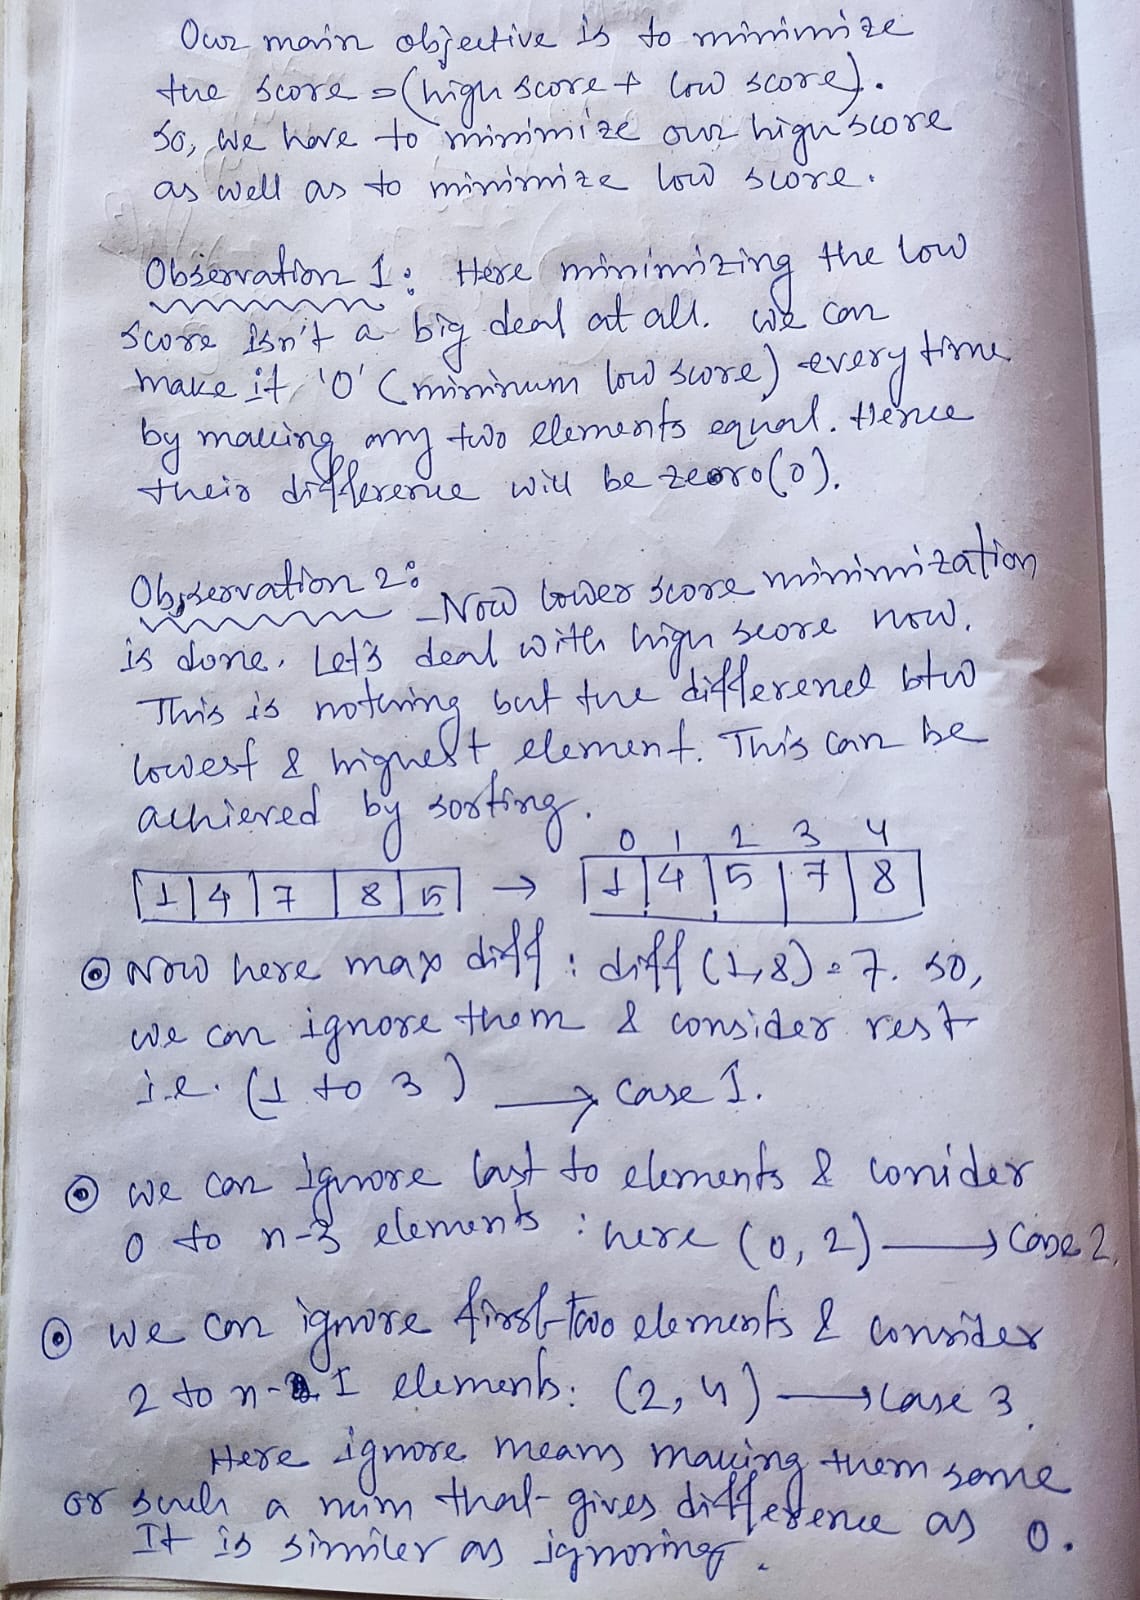 Our main objective is to minimize
the score = (high score + low score).
So, we have to minimize our high score
as well as to minimize low score.
Observation 1: Here minimizing the low
score isn't a big deal at all. we can
make it '0' (minimum low score) every time
by making any two elements equal. Hence
their difference will be zeoro(0).
Observation 2: Now lower score minimization
is done. Let's deal with high score now.
This is nothing but the difference btw
lowest & highest element. This can be
achieved by sorting.
0 1 2 3 4
1 4 7 8 5 → 1 4 5 7 8
Now here max diff : diff (1,8) = 7. so,
we can ignore them & consider rest
i.e. (1 to 3) → case 1.
we can ignore last to elements & conider
0 to n-3 elements : here (0, 2) → Case 2.
we can ignore first two elements & consider
2 to n-1 elements: (2, 4) → case 3.
Here ignore means making them same
or such a num that gives difference as 0.
It is similer as ignoring.